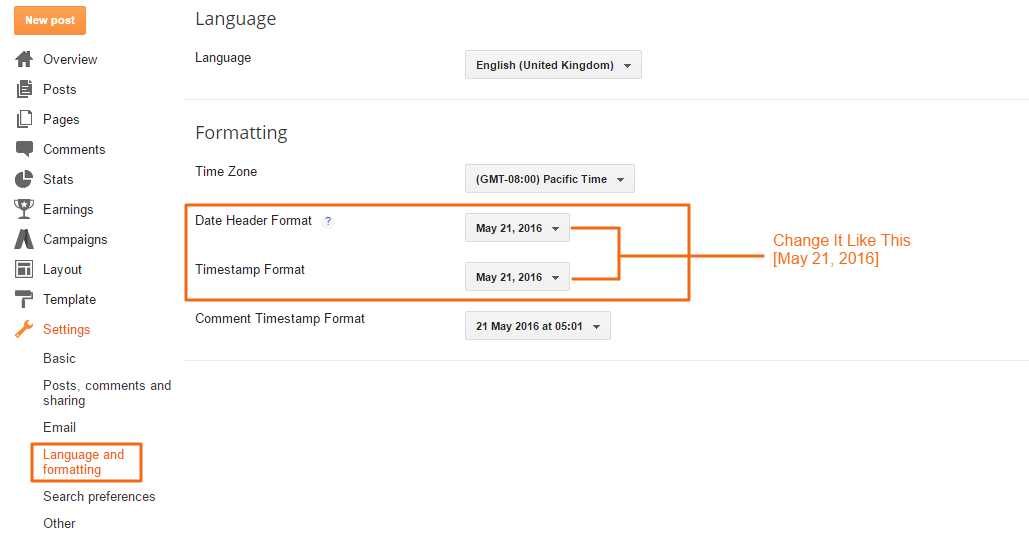 New post
Overview
Posts
Pages
Comments
Stats
Earnings
Campaigns
Layout
Template
Settings
Basic
Posts, comments and
sharing
Email
Language and
formatting
Search preferences
Other
Language
Language
English (United Kingdom)
Formatting
Time Zone
(GMT-08:00) Pacific Time
Date Header Format ?
May 21, 2016
Timestamp Format
May 21, 2016
Comment Timestamp Format
21 May 2016 at 05:01
Change It Like This
[May 21, 2016]